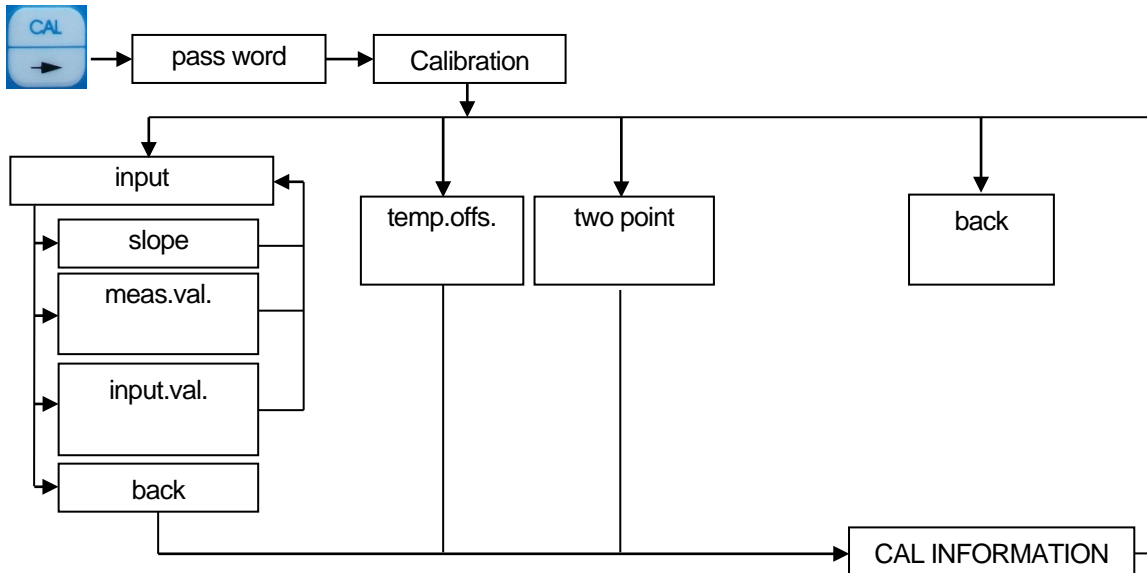 CAL
pass word
Calibration
input
temp.offs.
two point
back
slope
meas.val.
input.val.
back
CAL INFORMATION